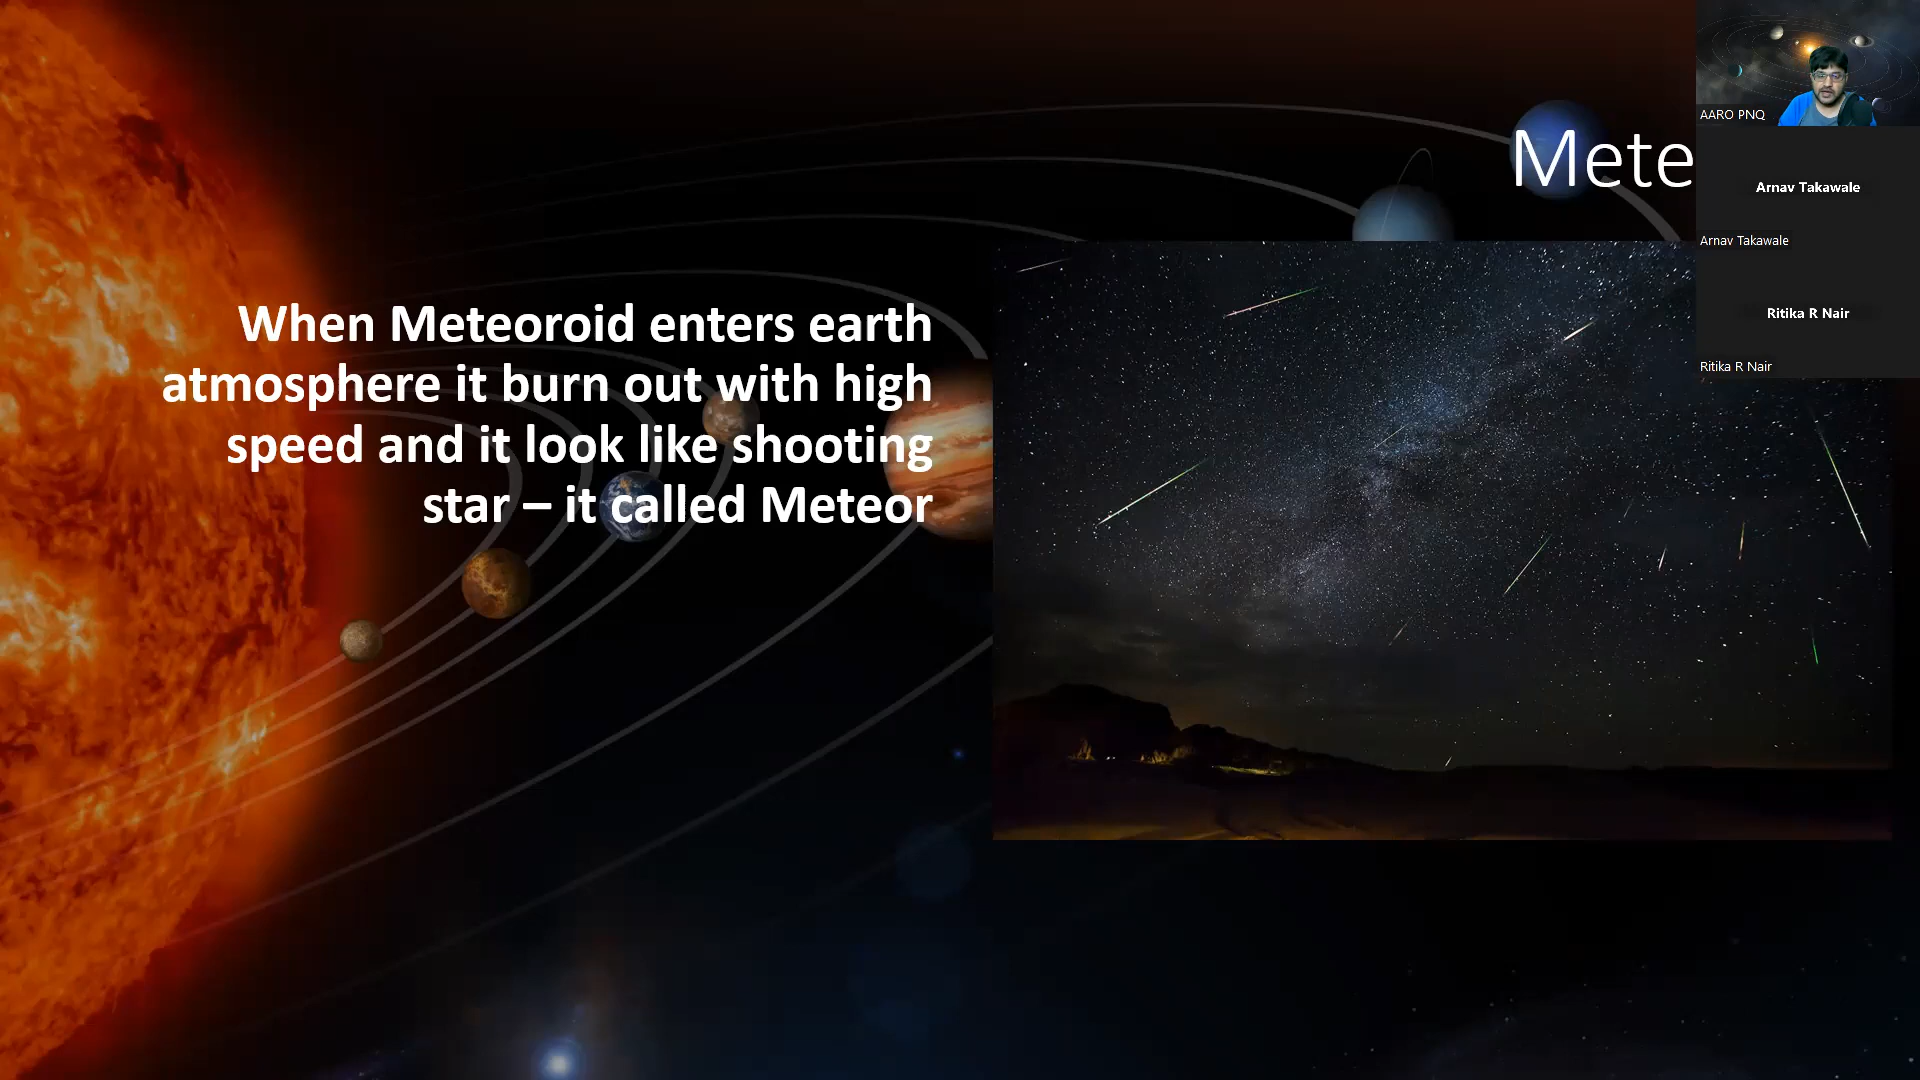 Mete
When Meteoroid enters earth
atmosphere it burn out with high
speed and it look like shooting
star – it called Meteor
AARO PNQ
Arnav Takawale
Arnav Takawale
Ritika R Nair
Ritika R Nair